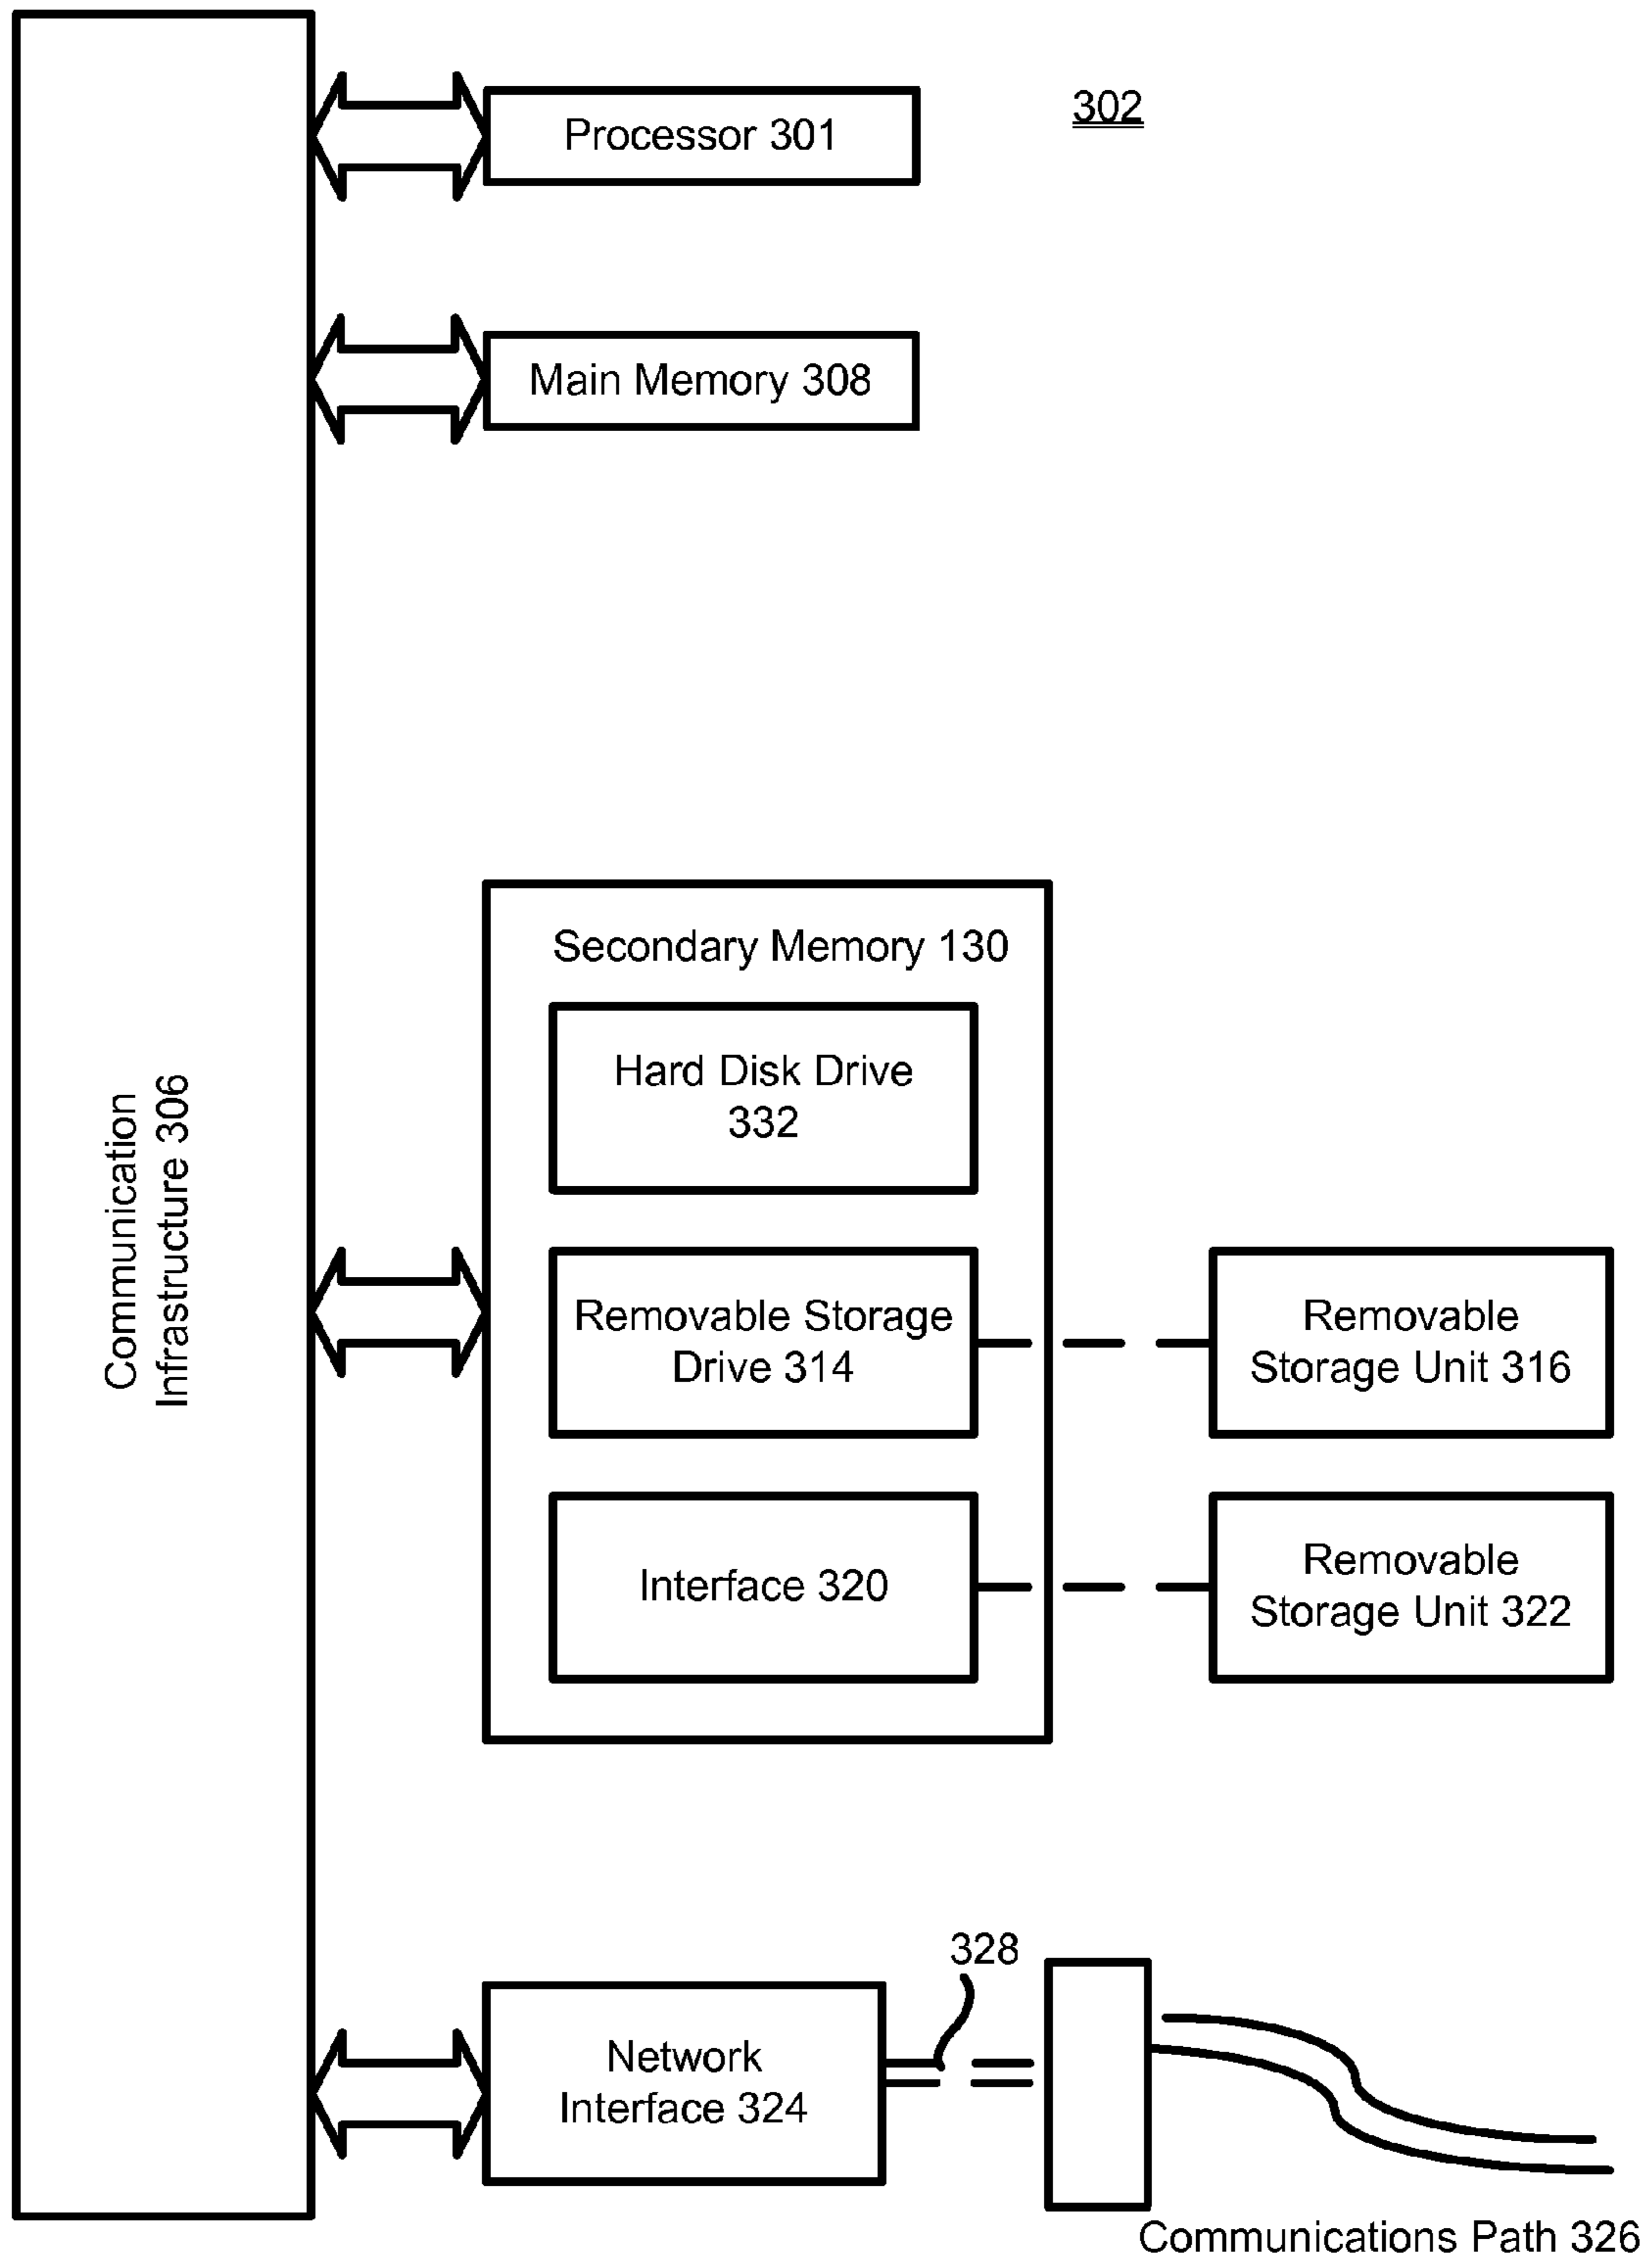 302
Processor 301
Main Memory 308
Communication
Infrastructure 306
Secondary Memory 130
Hard Disk Drive
332
Removable Storage
Drive 314
Removable
Storage Unit 316
Interface 320
Removable
Storage Unit 322
328
Network
Interface 324
Communications Path 326